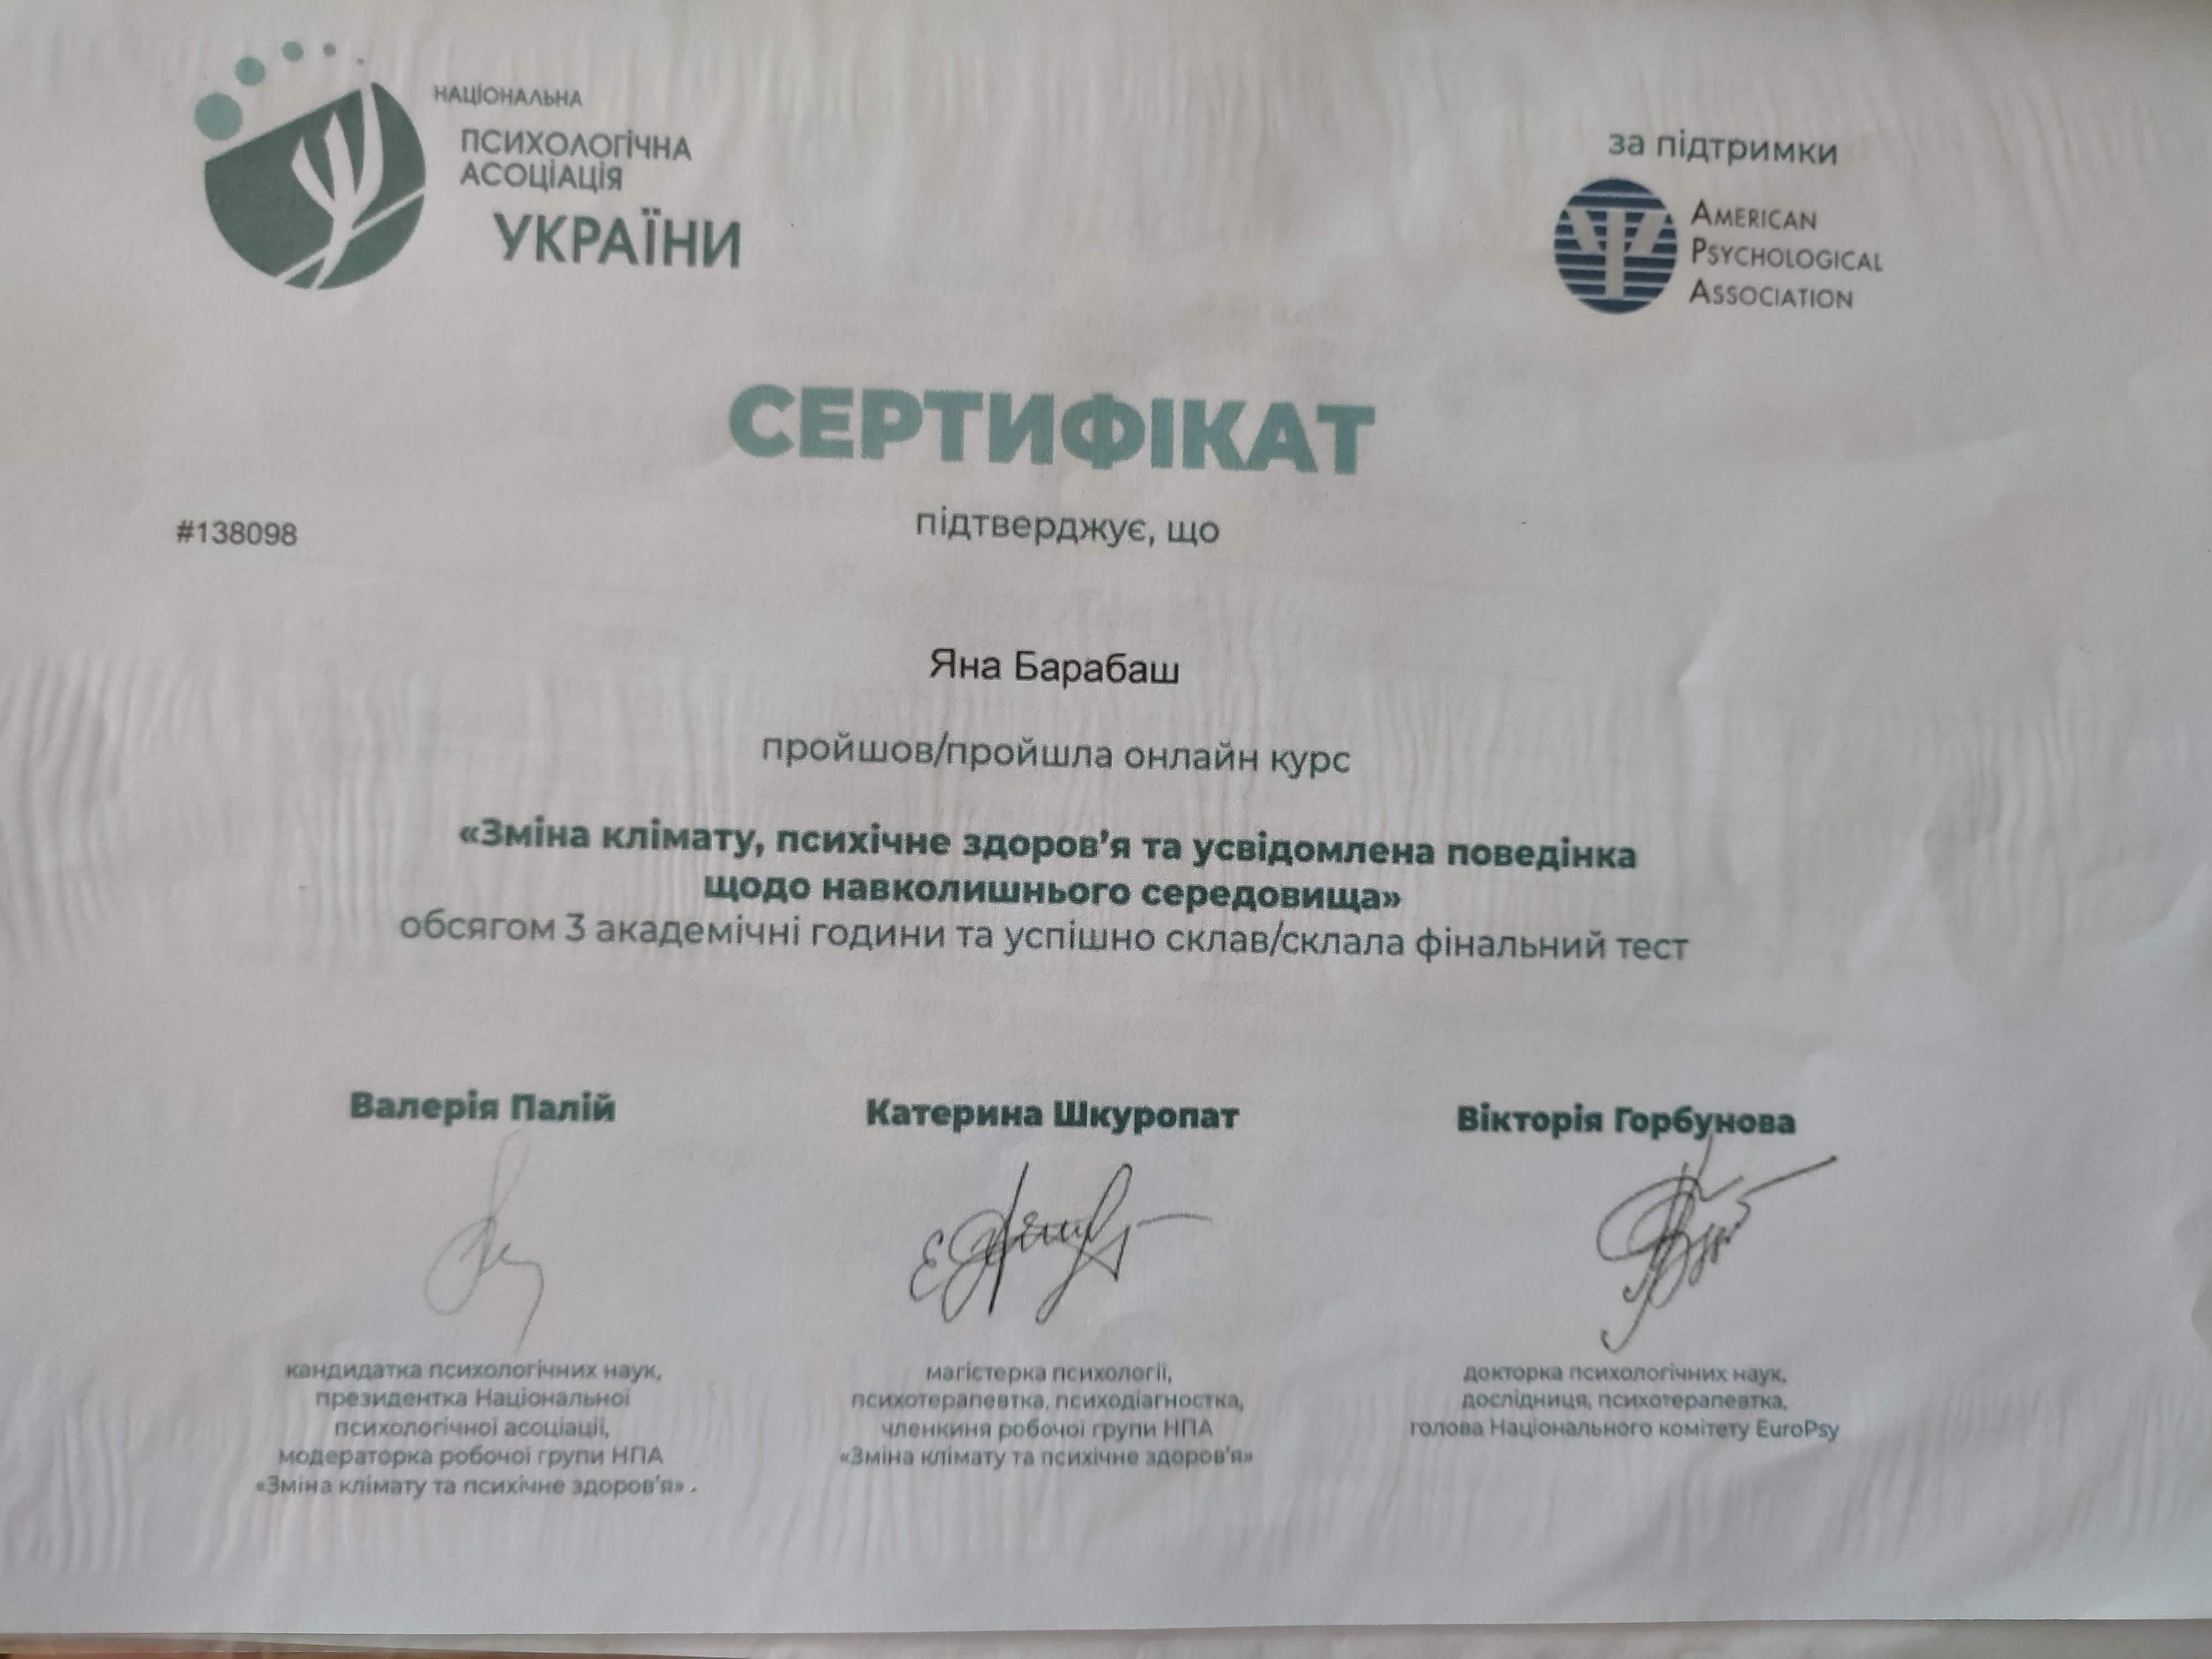 НАЦІОНАЛЬНА
ПСИХОЛОГІЧНА
АСОЦІАЦІЯ
УКРАЇНИ
за підтримки
AMERICAN
PSYCHOLOGICAL
ASSOCIATION
СЕРТИФІКАТ
#138098
підтверджує, що
Яна Барабаш
пройшов/пройшла онлайн курс
«Зміна клімату, психічне здоров’я та усвідомлена поведінка
щодо навколишнього середовища»
обсягом 3 академічні години та успішно склав/склала фінальний тест
Валерія Палій
кандидатка психологічних наук,
президентка Національної
психологічної асоціації,
модераторка робочої групи НПА
«Зміна клімату та психічне здоров’я» .
Катерина Шкуропат
магістерка психології,
психотерапевтка, психодіагностка,
членкиня робочої групи НПА
«Зміна клімату та психічне здоров’я»
Вікторія Горбунова
докторка психологічних наук,
дослідниця, психотерапевтка,
голова Національного комітету EuroPsy